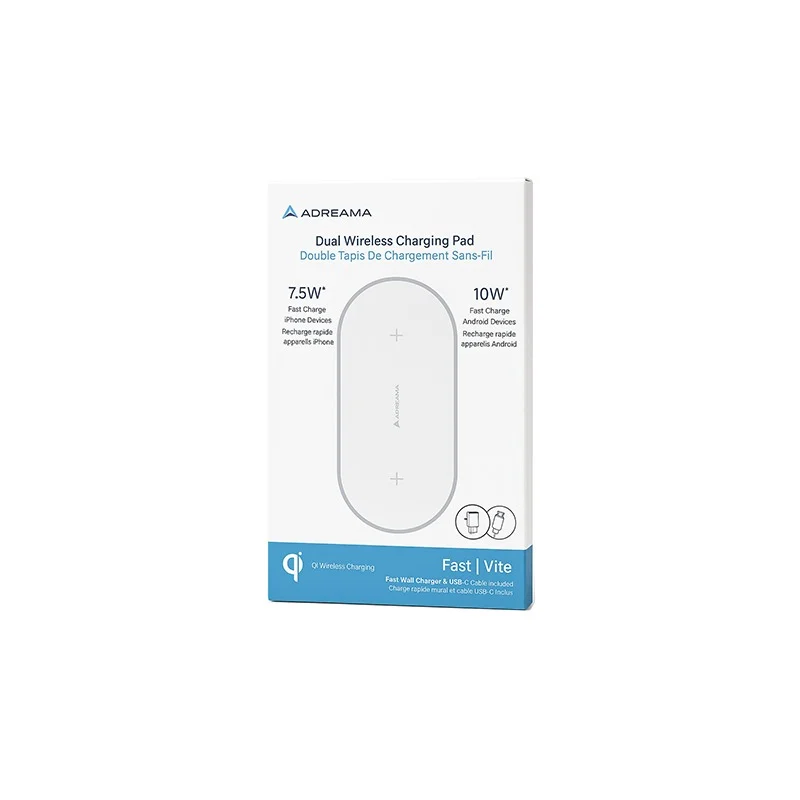 ADREAMA
Dual Wireless Charging Pad
Double Tapis De Chargement Sans-Fil
7.5W*
Fast Charge
iPhone Devices
Recharge rapide
appareils iPhone
10W*
Fast Charge
Android Devices
Recharge rapide
appareils Android
ADREAMA
qi
QI Wireless Charging
Fast | Vite
Fast Wall Charger & USB-C Cable included
Charge rapide mural et cable USB-C Inclus